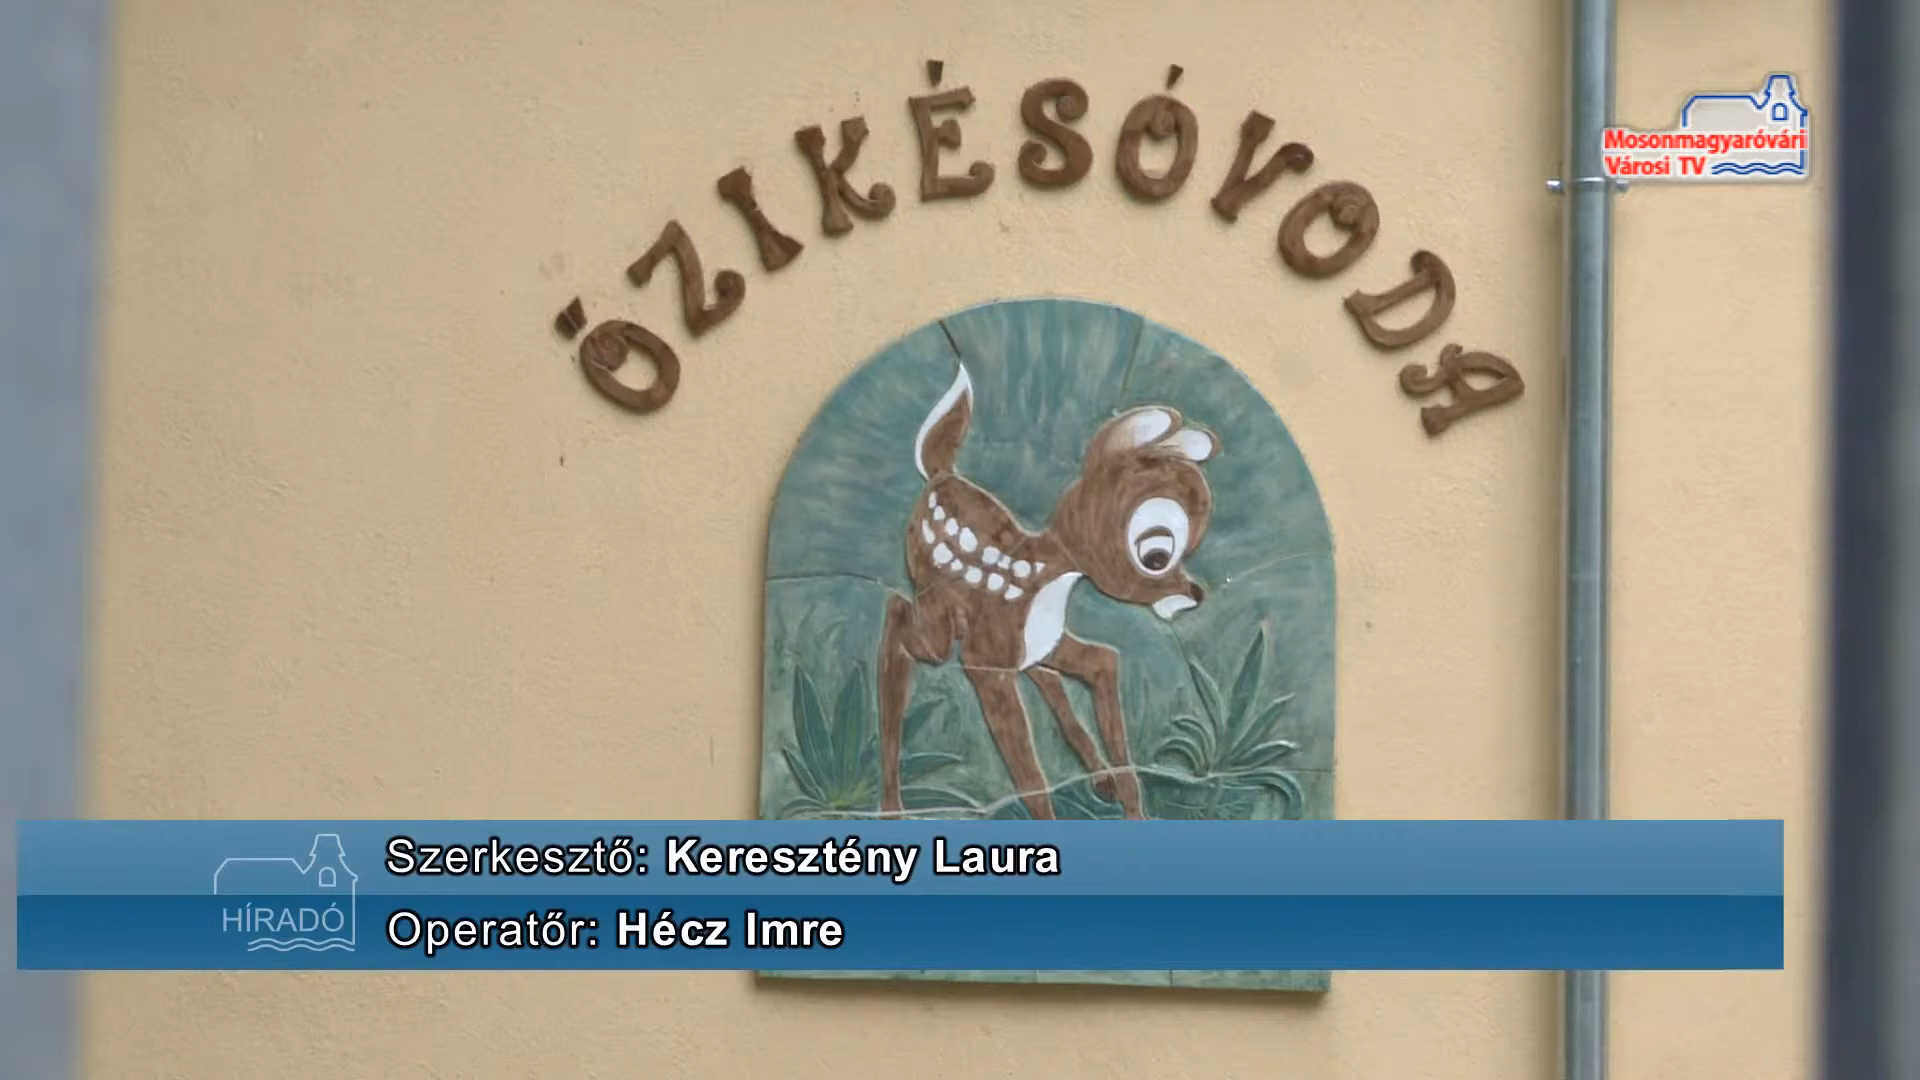 ŐZIKÉSÓVODA
Mosonmagyaróvári
Városi TV
HÍRADÓ
Szerkesztő: Keresztény Laura
Operatőr: Hécz Imre